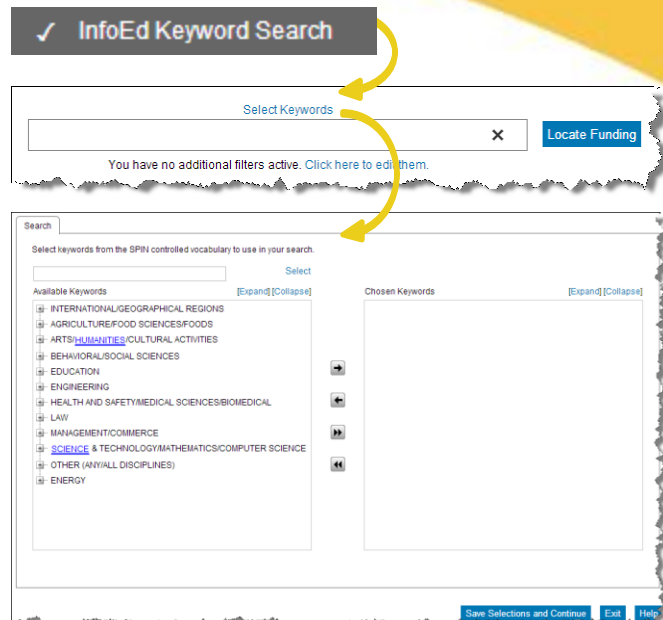 ✓ InfoEd Keyword Search
Select Keywords
✕ Locate Funding
You have no additional filters active. Click here to edit them.
Search
Select keywords from the SPIN controlled vocabulary to use in your search.
Select
Available Keywords [Expand] [Collapse] Chosen Keywords [Expand] [Collapse]
INTERNATIONAL/GEOGRAPHICAL REGIONS
AGRICULTURE/FOOD SCIENCES/FOODS
ARTS/HUMANITIES/CULTURAL ACTIVITIES
BEHAVIORAL/SOCIAL SCIENCES
EDUCATION
ENGINEERING
HEALTH AND SAFETY/MEDICAL SCIENCES/BIOMEDICAL
LAW
MANAGEMENT/COMMERCE
SCIENCE & TECHNOLOGY/MATHEMATICS/COMPUTER SCIENCE
OTHER (ANY/ALL DISCIPLINES)
ENERGY
Save Selections and Continue Exit Help